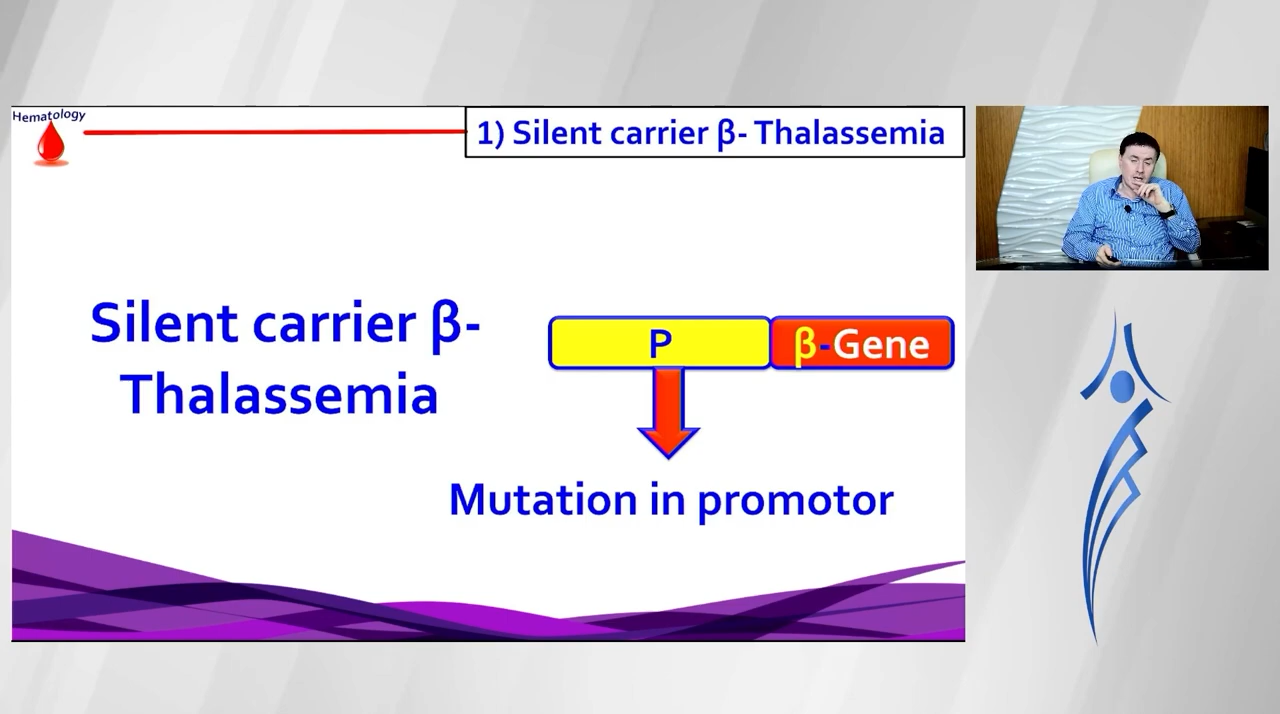 Hematology
1) Silent carrier β- Thalassemia
Silent carrier β-
Thalassemia
P
β-Gene
Mutation in promotor